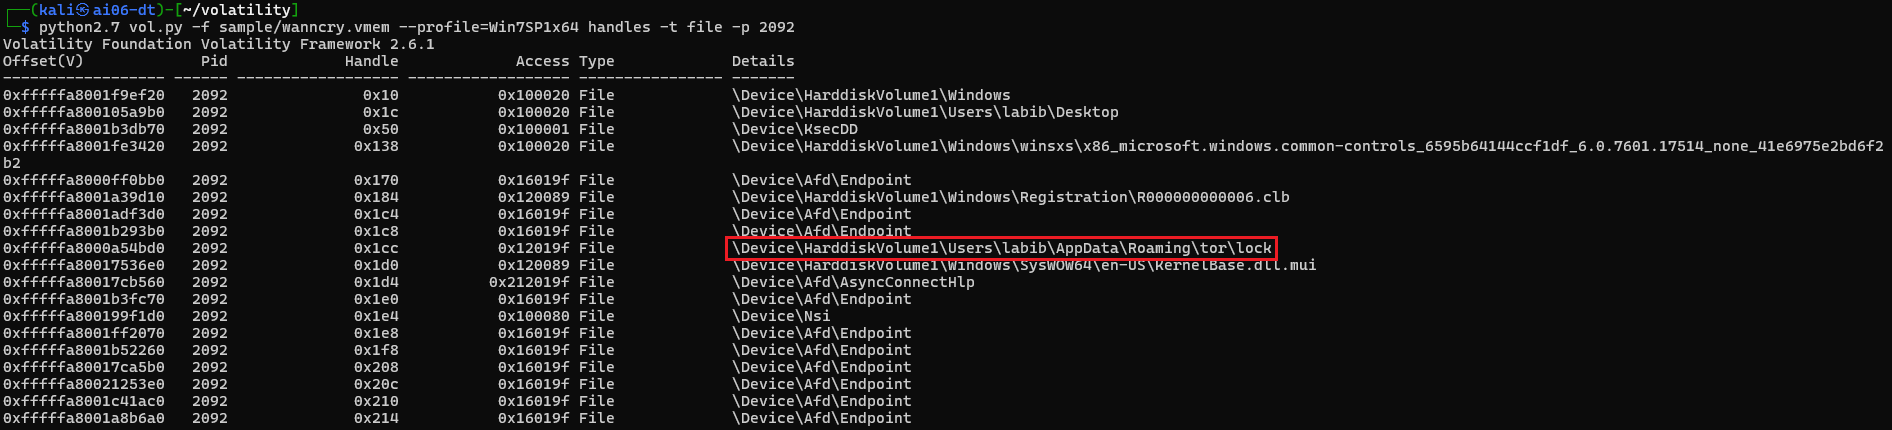 ┌──(kali㉿ai06-dt)-[~/volatility]
└─$ python2.7 vol.py -f sample/wanncry.vmem --profile=Win7SP1x64 handles -t file -p 2092
Volatility Foundation Volatility Framework 2.6.1
Offset(V)             Pid             Handle             Access Type             Details
------------------ ------ ------------------ ------------------ ---------------- -------
0xfffffa8001f9ef20   2092               0x10           0x100020 File             \Device\HarddiskVolume1\Windows
0xfffffa800105a9b0   2092               0x1c           0x100020 File             \Device\HarddiskVolume1\Users\labib\Desktop
0xfffffa8001b3db70   2092               0x50           0x100001 File             \Device\KsecDD
0xfffffa8001fe3420   2092              0x138           0x100020 File             \Device\HarddiskVolume1\Windows\winsxs\x86_microsoft.windows.common-controls_6595b64144ccf1df_6.0.7601.17514_none_41e6975e2bd6f2
b2
0xfffffa8000ff0bb0   2092              0x170           0x16019f File             \Device\Afd\Endpoint
0xfffffa8001a39d10   2092              0x184           0x120089 File             \Device\HarddiskVolume1\Windows\Registration\R000000000006.clb
0xfffffa8001adf3d0   2092              0x1c4           0x16019f File             \Device\Afd\Endpoint
0xfffffa8001b293b0   2092              0x1c8           0x16019f File             \Device\Afd\Endpoint
0xfffffa8000a54bd0   2092              0x1cc           0x12019f File             \Device\HarddiskVolume1\Users\labib\AppData\Roaming\tor\lock
0xfffffa80017536e0   2092              0x1d0           0x120089 File             \Device\HarddiskVolume1\Windows\SysWOW64\en-US\KernelBase.dll.mui
0xfffffa80017cb560   2092              0x1d4          0x212019f File             \Device\Afd\AsyncConnectHlp
0xfffffa8001b3fc70   2092              0x1e0           0x16019f File             \Device\Afd\Endpoint
0xfffffa800199f1d0   2092              0x1e4           0x100080 File             \Device\Nsi
0xfffffa8001ff2070   2092              0x1e8           0x16019f File             \Device\Afd\Endpoint
0xfffffa8001b52260   2092              0x1f8           0x16019f File             \Device\Afd\Endpoint
0xfffffa80017ca5b0   2092              0x208           0x16019f File             \Device\Afd\Endpoint
0xfffffa80021253e0   2092              0x20c           0x16019f File             \Device\Afd\Endpoint
0xfffffa8001c41ac0   2092              0x210           0x16019f File             \Device\Afd\Endpoint
0xfffffa8001a8b6a0   2092              0x214           0x16019f File             \Device\Afd\Endpoint